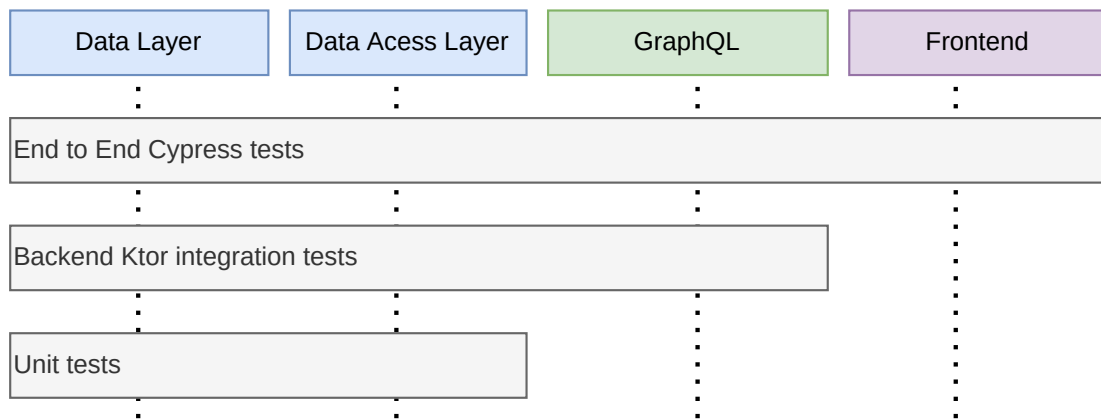 Data Layer
Data Acess Layer
GraphQL
Frontend
End to End Cypress tests
Backend Ktor integration tests
Unit tests